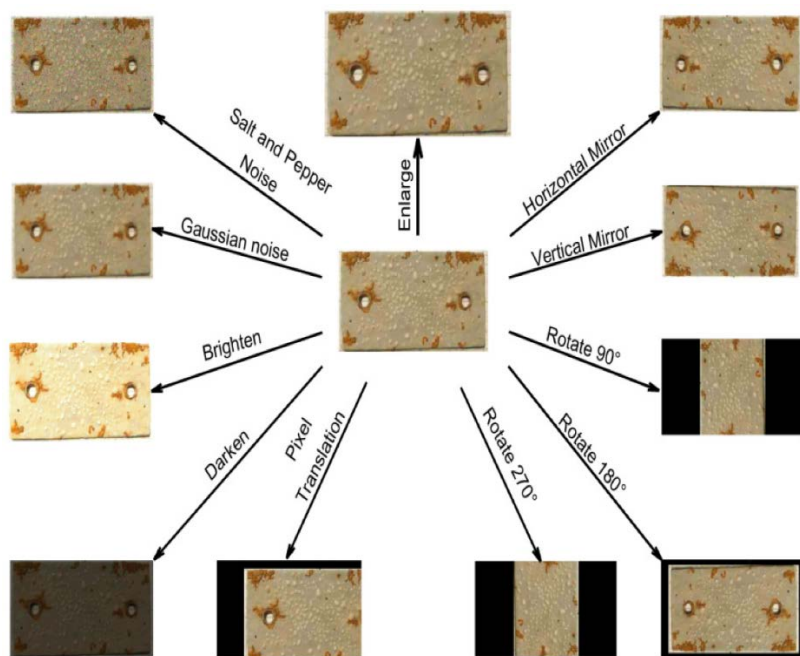 Salt and Pepper
Noise
Enlarge
Horizontal Mirror
Gaussian noise
Vertical Mirror
Brighten
Rotate 90°
Darken
Pixel
Translation
Rotate 270°
Rotate 180°